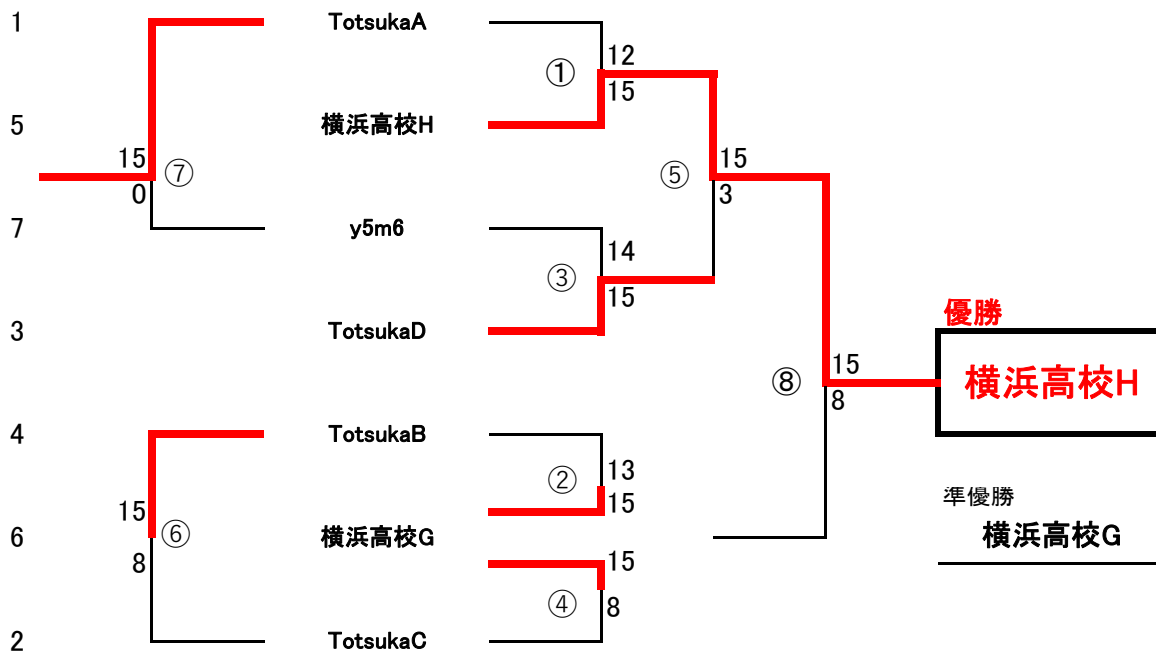 1 TotsukaA
12
①
15
5 横浜高校H
15 ⑦ ⑤ 15
0 3
7 y5m6
14
③
15
3 TotsukaD
優勝
横浜高校H
15
⑧
8
4 TotsukaB
13
②
15
15
⑥
8
準優勝
6 横浜高校G 横浜高校G
15
④
8
2 TotsukaC